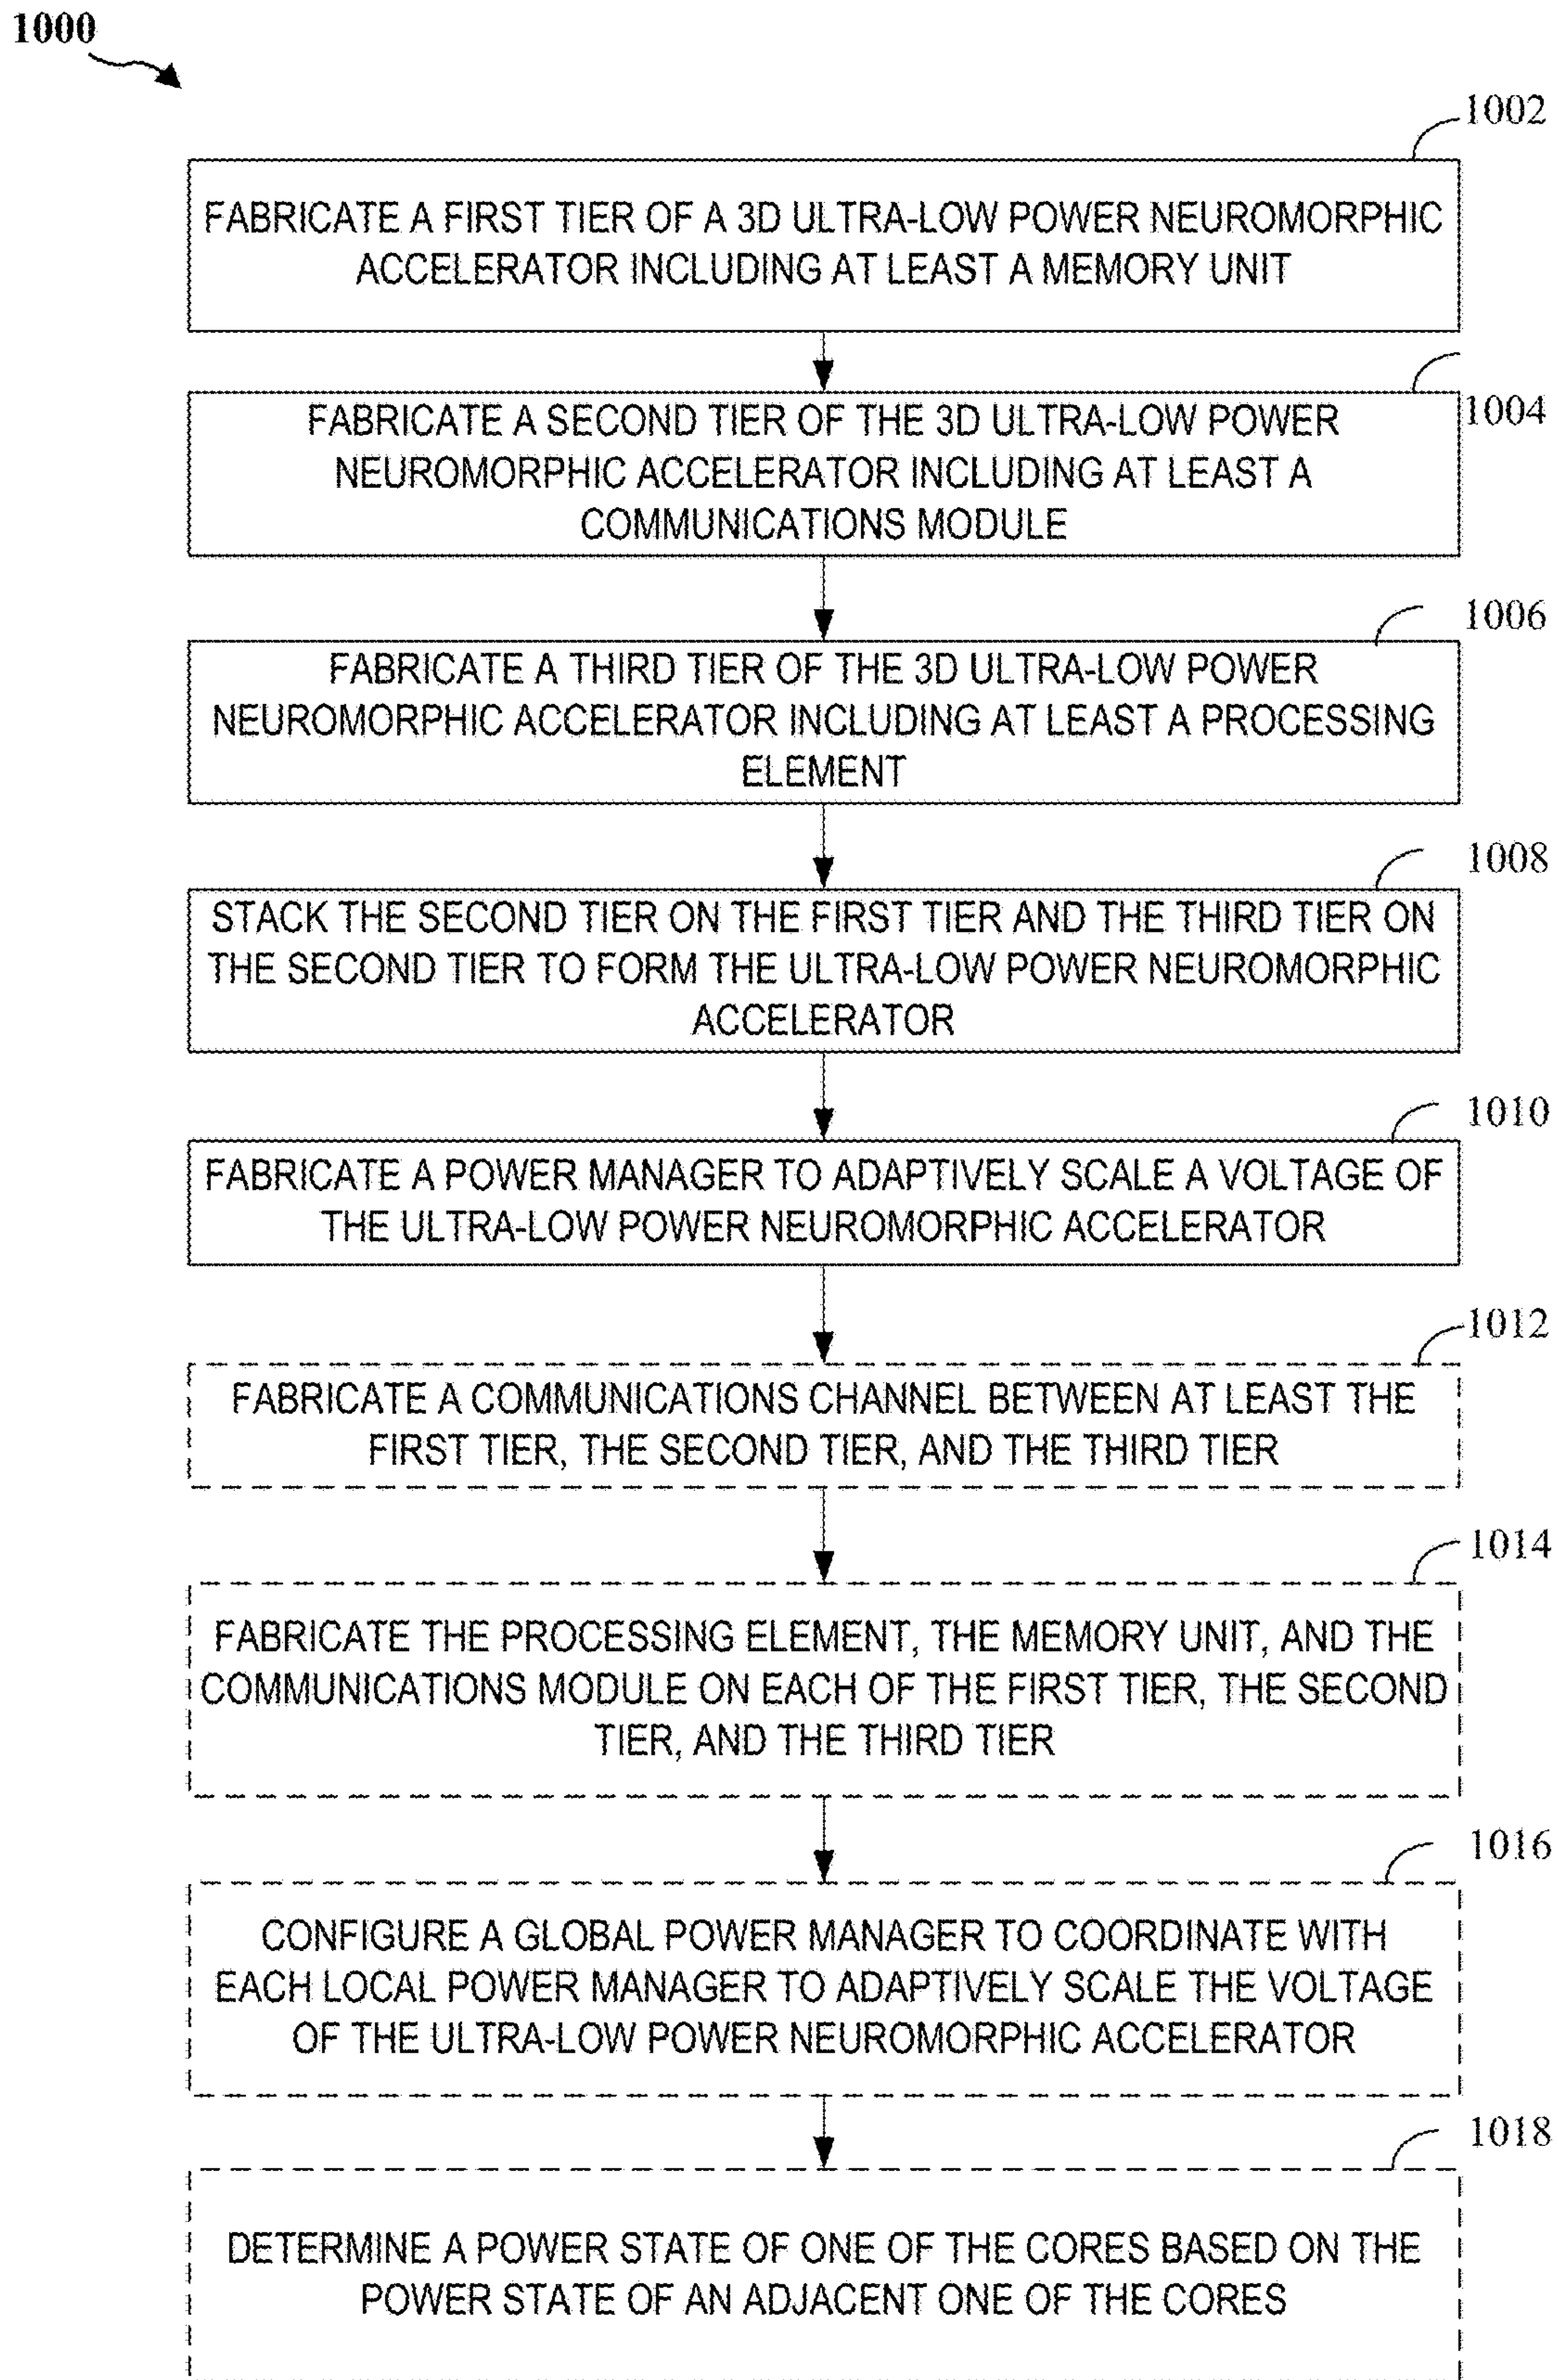 1000
1002
FABRICATE A FIRST TIER OF A 3D ULTRA-LOW POWER NEUROMORPHIC
ACCELERATOR INCLUDING AT LEAST A MEMORY UNIT
1004
FABRICATE A SECOND TIER OF THE 3D ULTRA-LOW POWER
NEUROMORPHIC ACCELERATOR INCLUDING AT LEAST A
COMMUNICATIONS MODULE
1006
FABRICATE A THIRD TIER OF THE 3D ULTRA-LOW POWER
NEUROMORPHIC ACCELERATOR INCLUDING AT LEAST A PROCESSING
ELEMENT
1008
STACK THE SECOND TIER ON THE FIRST TIER AND THE THIRD TIER ON
THE SECOND TIER TO FORM THE ULTRA-LOW POWER NEUROMORPHIC
ACCELERATOR
1010
FABRICATE A POWER MANAGER TO ADAPTIVELY SCALE A VOLTAGE OF
THE ULTRA-LOW POWER NEUROMORPHIC ACCELERATOR
1012
FABRICATE A COMMUNICATIONS CHANNEL BETWEEN AT LEAST THE
FIRST TIER, THE SECOND TIER, AND THE THIRD TIER
1014
FABRICATE THE PROCESSING ELEMENT, THE MEMORY UNIT, AND THE
COMMUNICATIONS MODULE ON EACH OF THE FIRST TIER, THE SECOND
TIER, AND THE THIRD TIER
1016
CONFIGURE A GLOBAL POWER MANAGER TO COORDINATE WITH
EACH LOCAL POWER MANAGER TO ADAPTIVELY SCALE THE VOLTAGE
OF THE ULTRA-LOW POWER NEUROMORPHIC ACCELERATOR
1018
DETERMINE A POWER STATE OF ONE OF THE CORES BASED ON THE
POWER STATE OF AN ADJACENT ONE OF THE CORES